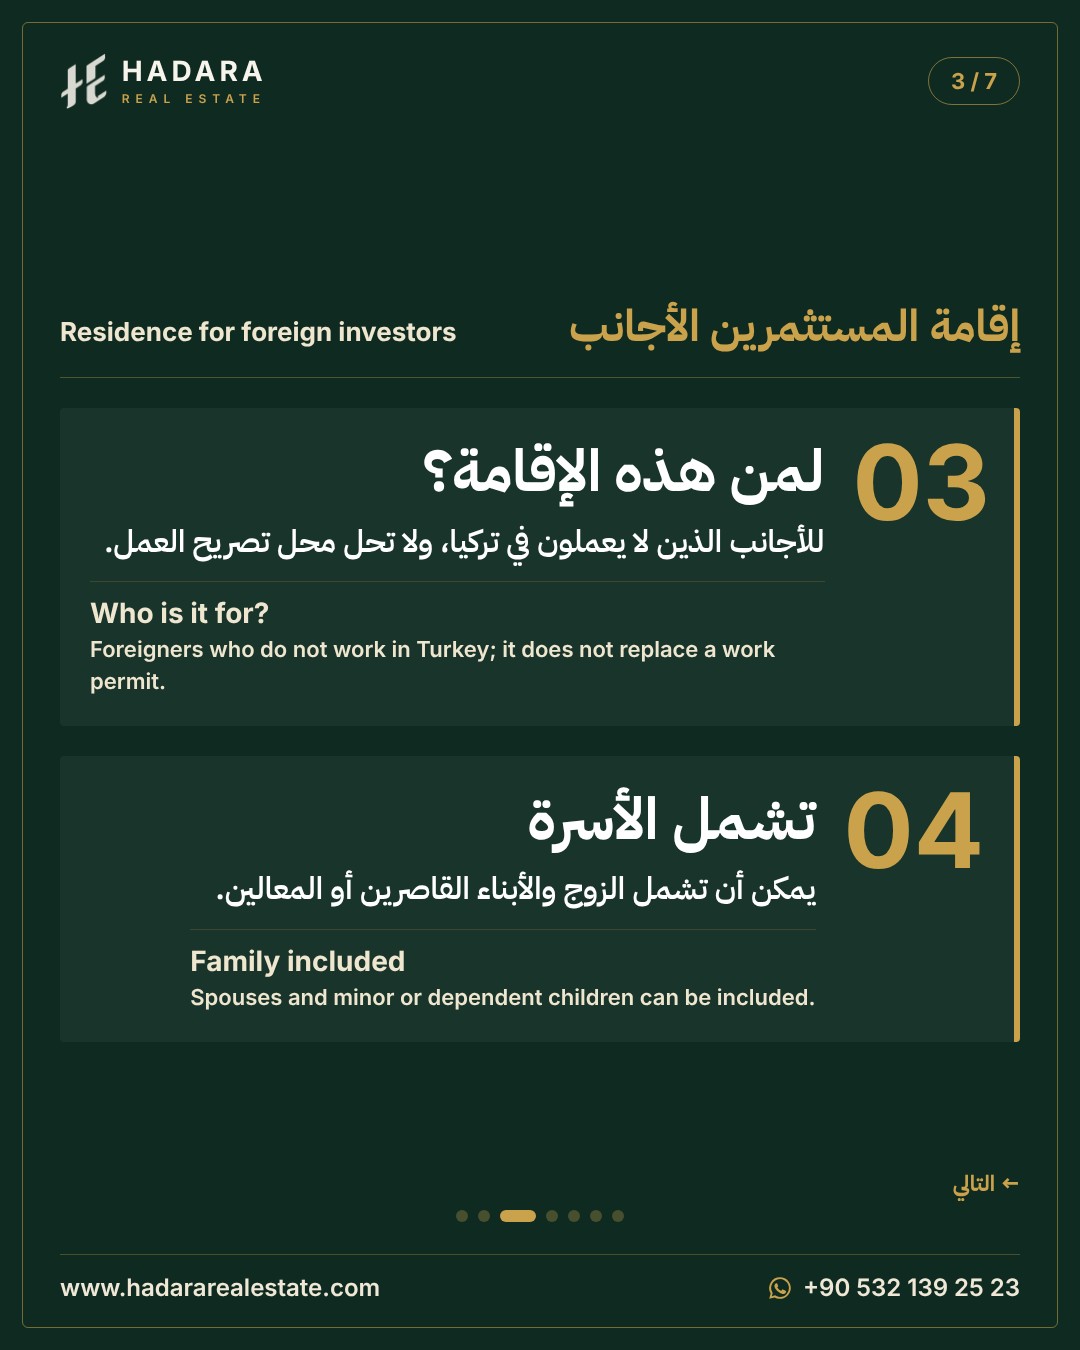 HADARA
REAL ESTATE
3 / 7
إقامة المستثمرين الأجانب
Residence for foreign investors
03
لمن هذه الإقامة؟
للأجانب الذين لا يعملون في تركيا، ولا تحل محل تصريح العمل.
Who is it for?
Foreigners who do not work in Turkey; it does not replace a work
permit.
04
تشمل الأسرة
يمكن أن تشمل الزوج والأبناء القاصرين أو المعالين.
Family included
Spouses and minor or dependent children can be included.
← التالي
www.hadararealestate.com
+90 532 139 25 23